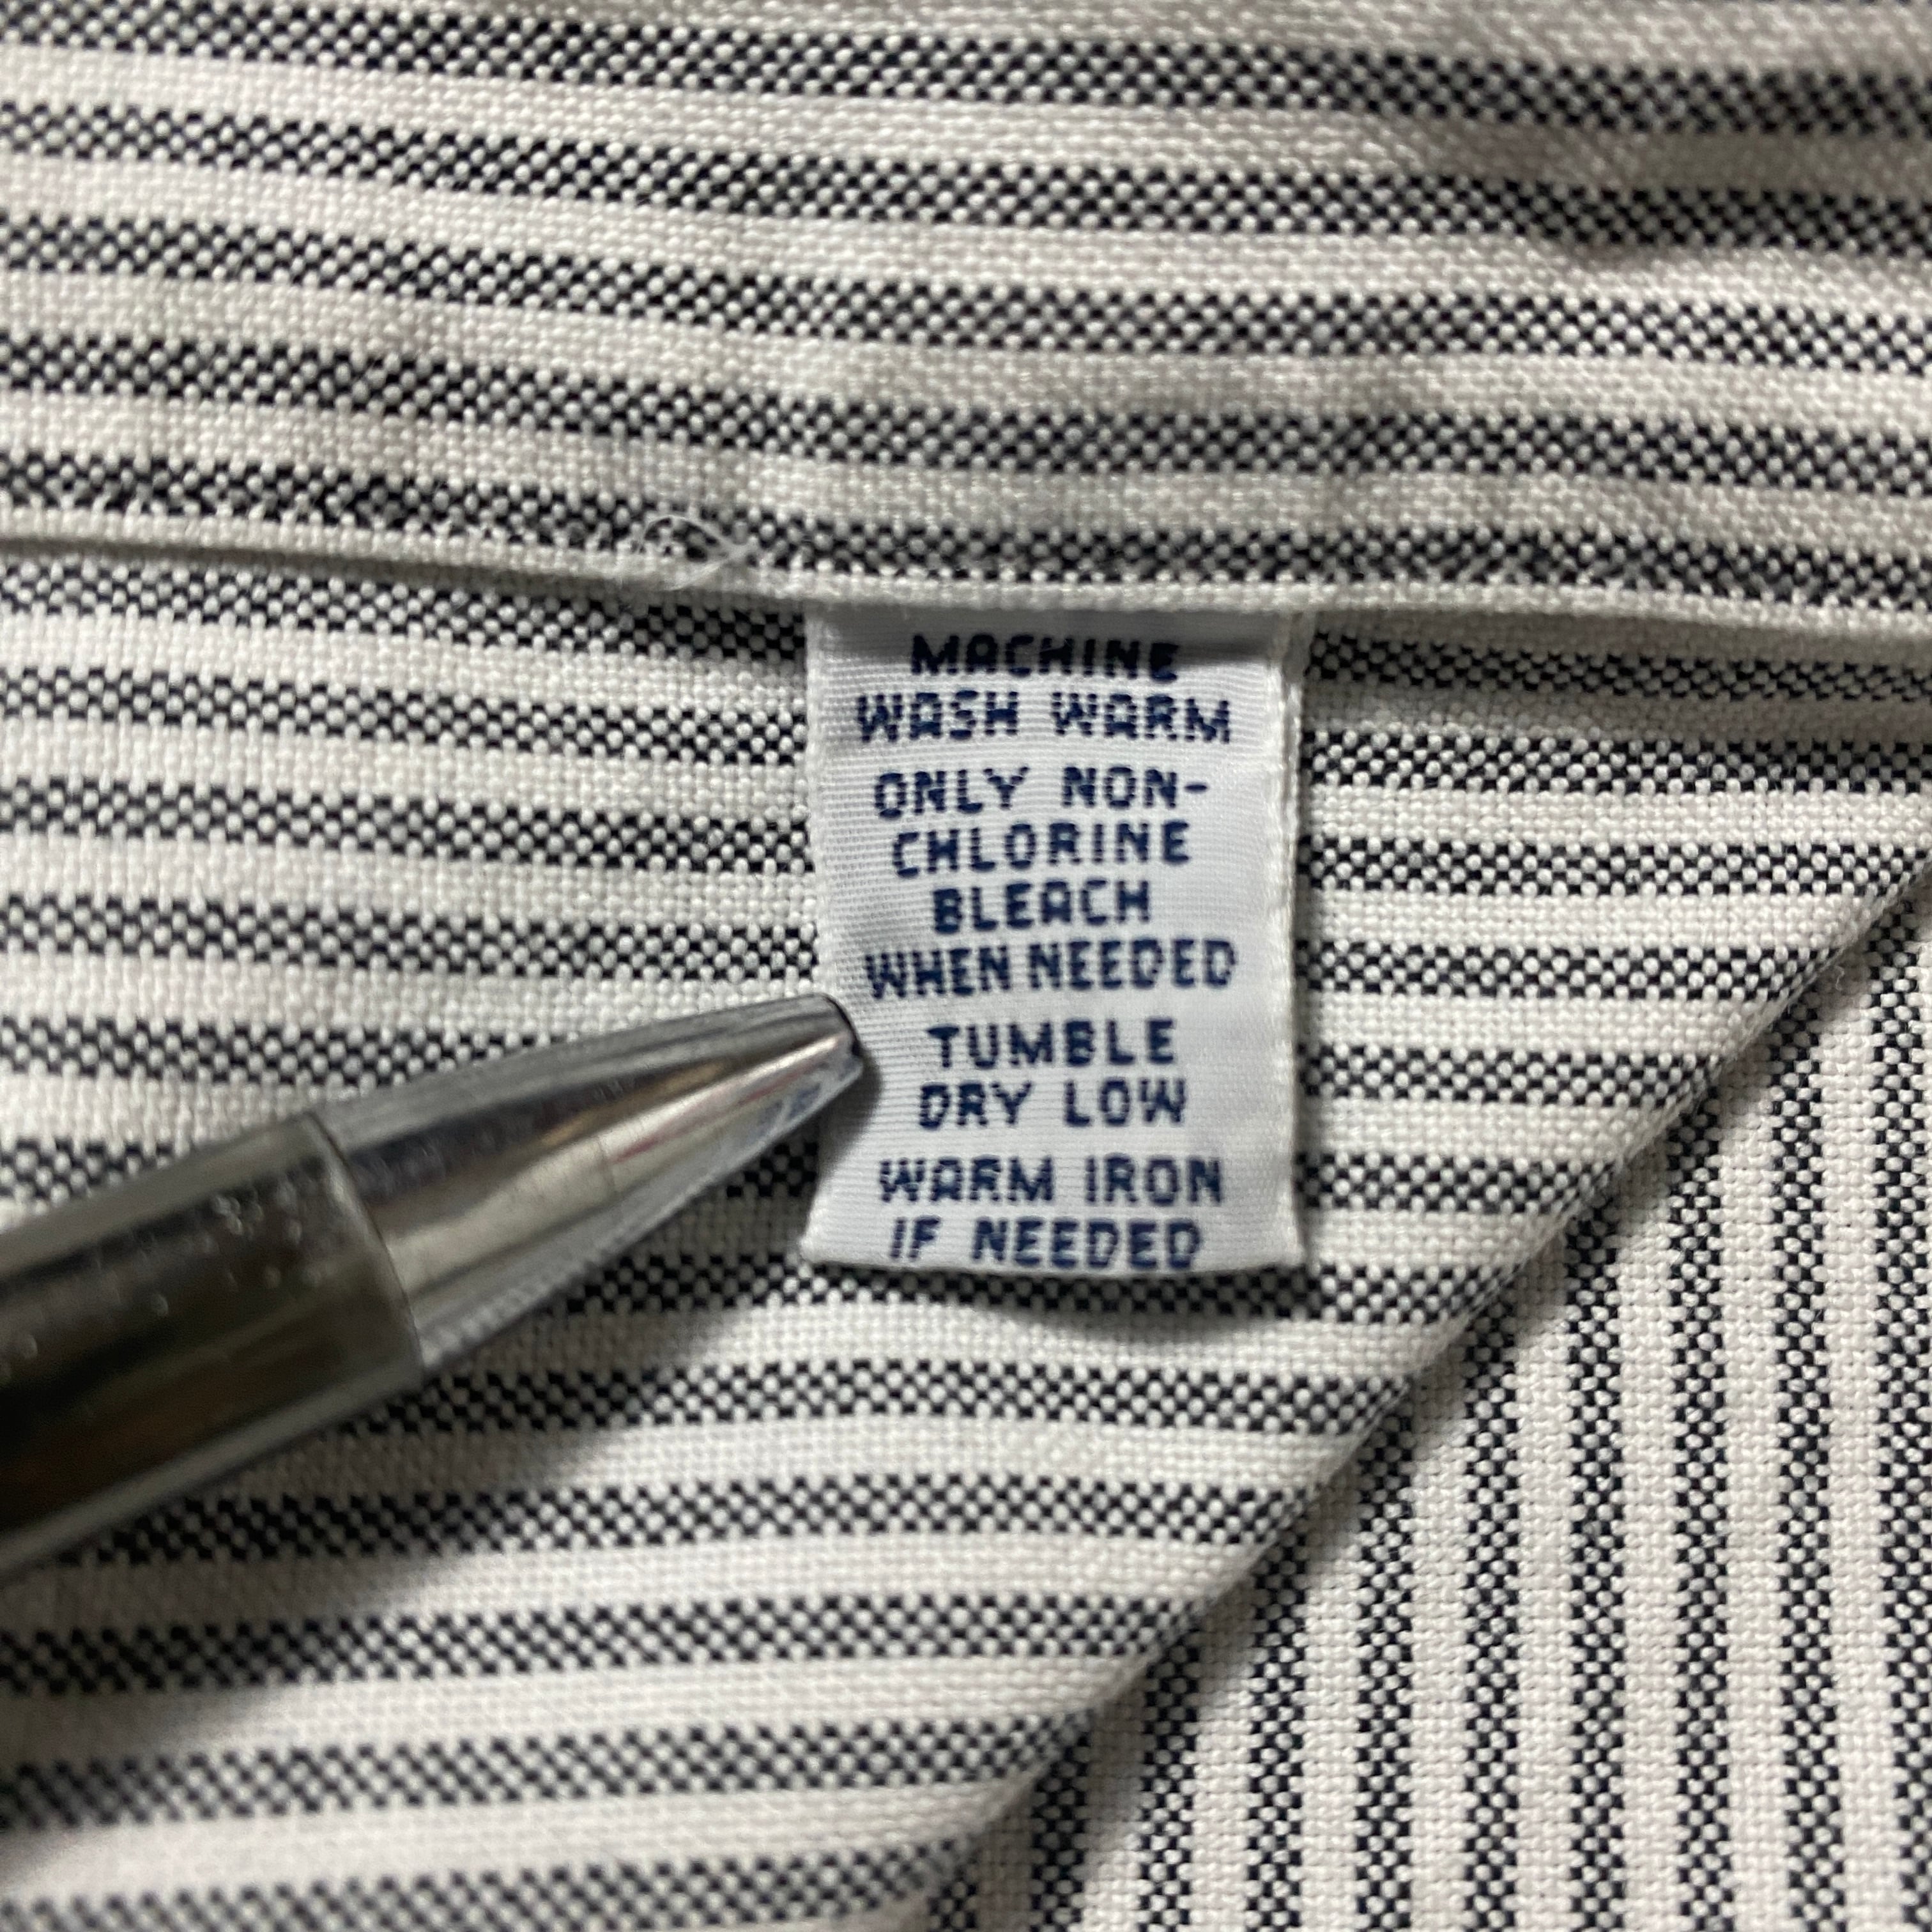 MACHINE
WASH WARM
ONLY NON-
CHLORINE
BLEACH
WHEN NEEDED
TUMBLE
DRY LOW
WARM IRON
IF NEEDED